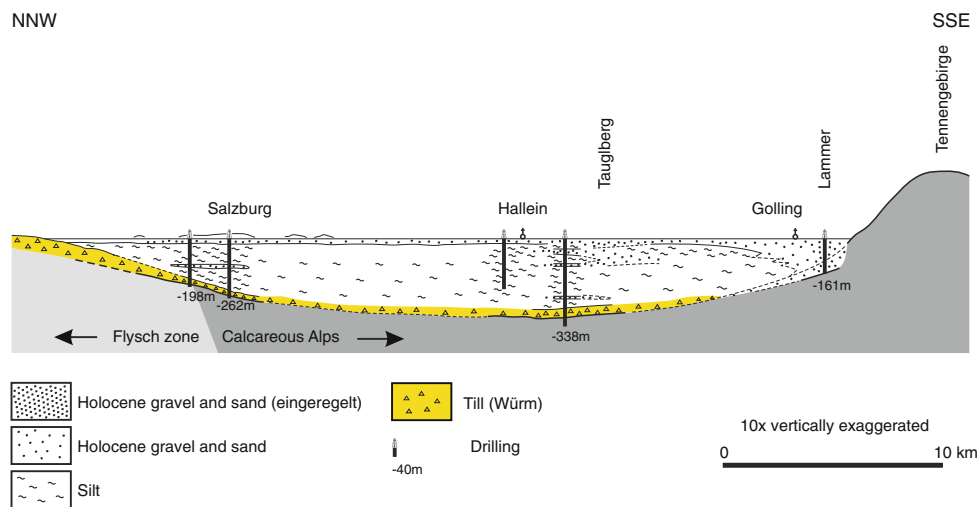 NNW
SSE
Tennengebirge
Tauglberg
Lammer
Salzburg
Hallein
Golling
-198m
-262m
-338m
-161m
Flysch zone
Calcareous Alps
Holocene gravel and sand (eingeregelt)
Till (Würm)
Holocene gravel and sand
Drilling
-40m
Silt
10x vertically exaggerated
0
10 km